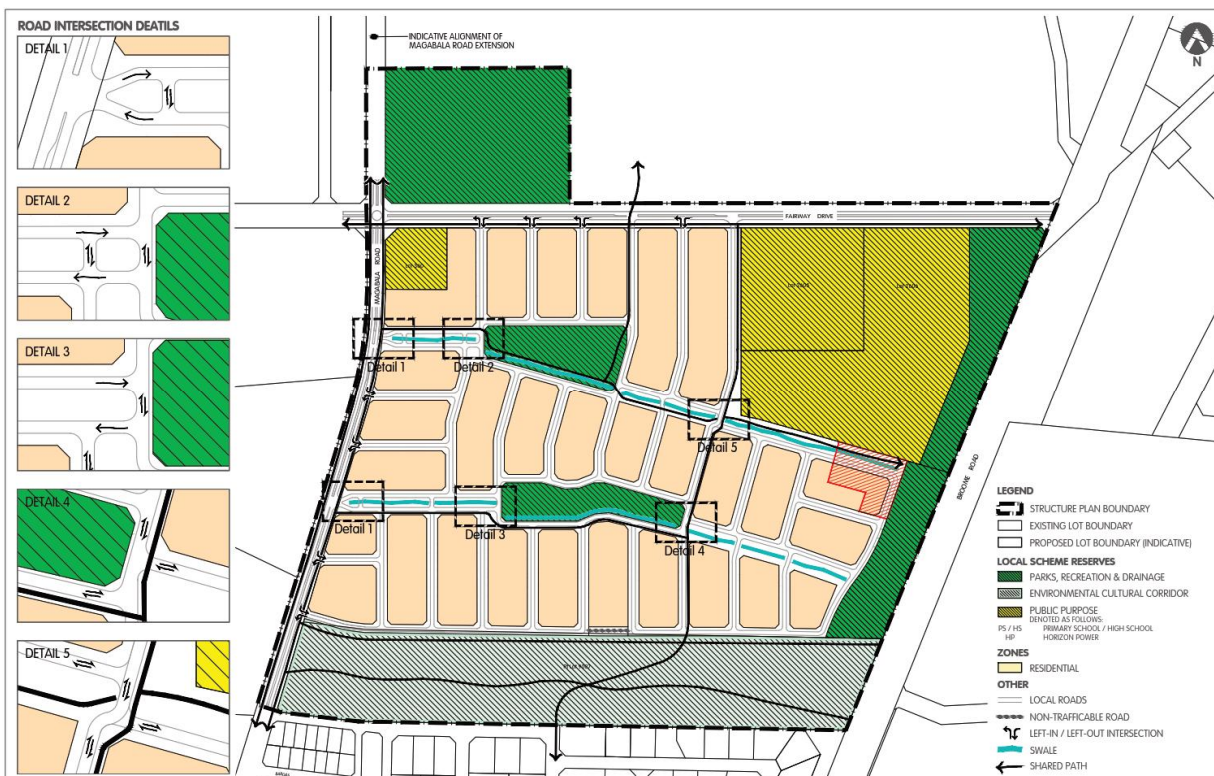 ROAD INTERSECTION DEATILS
DETAIL 1
DETAIL 2
DETAIL 3
DETAIL 4
DETAIL 5
INDICATIVE ALIGNMENT OF
MAGABALA ROAD EXTENSION
N
FAIRWAY DRIVE
MAGABALA ROAD
Detail 1
Detail 2
Detail 5
Detail 1
Detail 3
Detail 4
BROOME ROAD
LEGEND
STRUCTURE PLAN BOUNDARY
EXISTING LOT BOUNDARY
PROPOSED LOT BOUNDARY (INDICATIVE)
LOCAL SCHEME RESERVES
PARKS, RECREATION & DRAINAGE
ENVIRONMENTAL CULTURAL CORRIDOR
PUBLIC PURPOSE
DENOTED AS FOLLOWS:
PS / HS PRIMARY SCHOOL / HIGH SCHOOL
HP HORIZON POWER
ZONES
RESIDENTIAL
OTHER
LOCAL ROADS
NON-TRAFFICABLE ROAD
LEFT-IN / LEFT-OUT INTERSECTION
SWALE
SHARED PATH